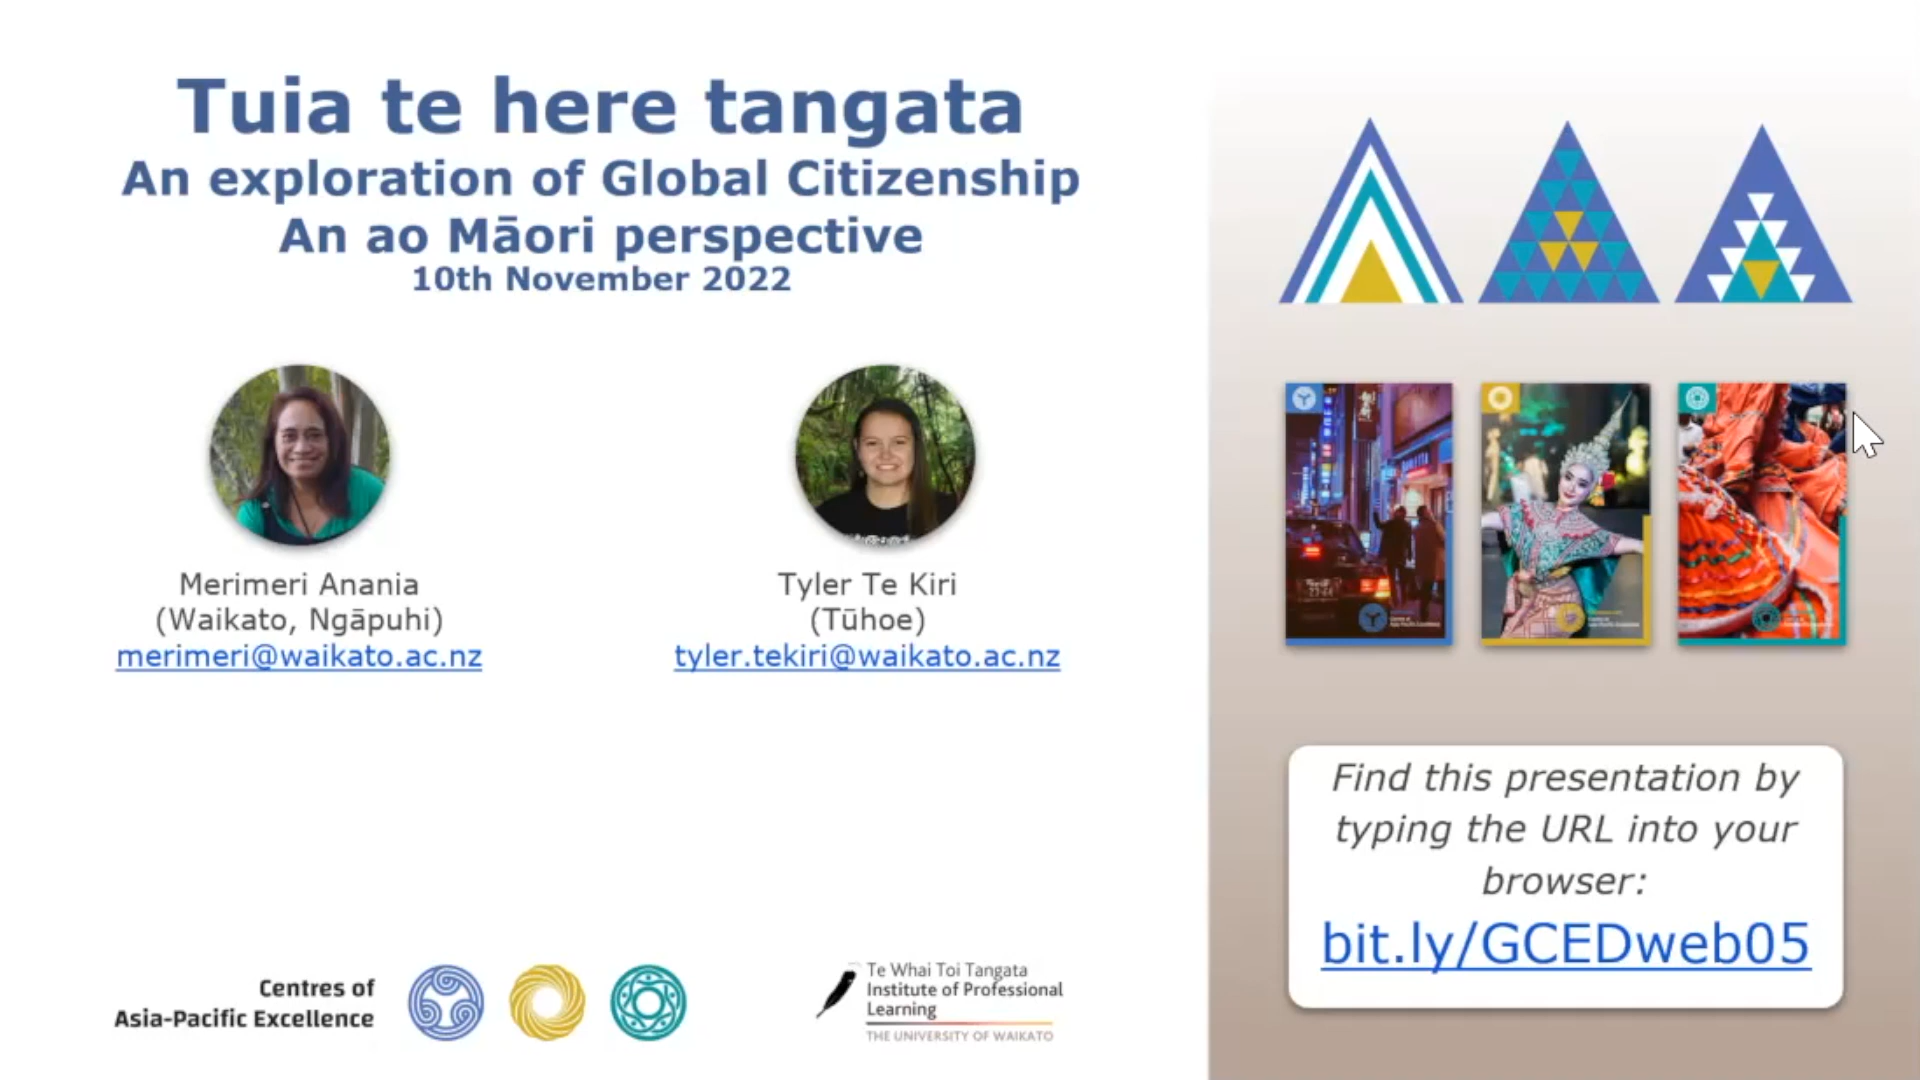 Tuia te here tangata
An exploration of Global Citizenship
An ao Māori perspective
10th November 2022
Merimeri Anania
(Waikato, Ngāpuhi)
merimeri@waikato.ac.nz
Tyler Te Kiri
(Tūhoe)
tyler.tekiri@waikato.ac.nz
Find this presentation by
typing the URL into your
browser:
bit.ly/GCEDweb05
Centres of
Asia-Pacific Excellence
Te Whai Toi Tangata
Institute of Professional
Learning
THE UNIVERSITY OF WAIKATO